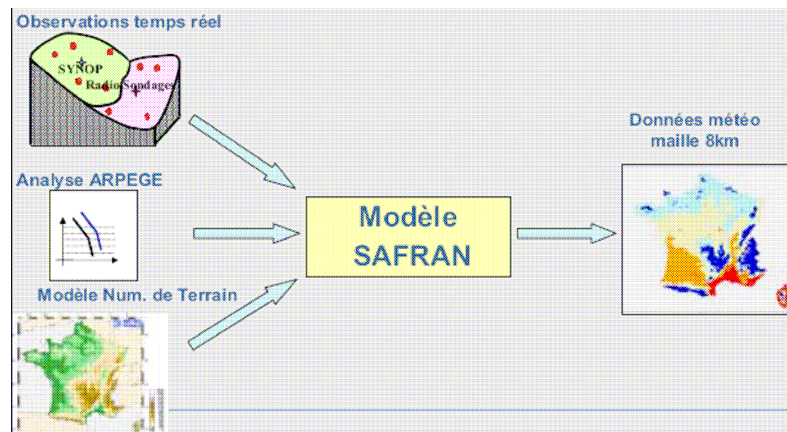 Observations temps réel
SYNOP
Radio Sondages
Analyse ARPEGE
Modèle Num. de Terrain
Modèle
SAFRAN
Données météo
maille 8km